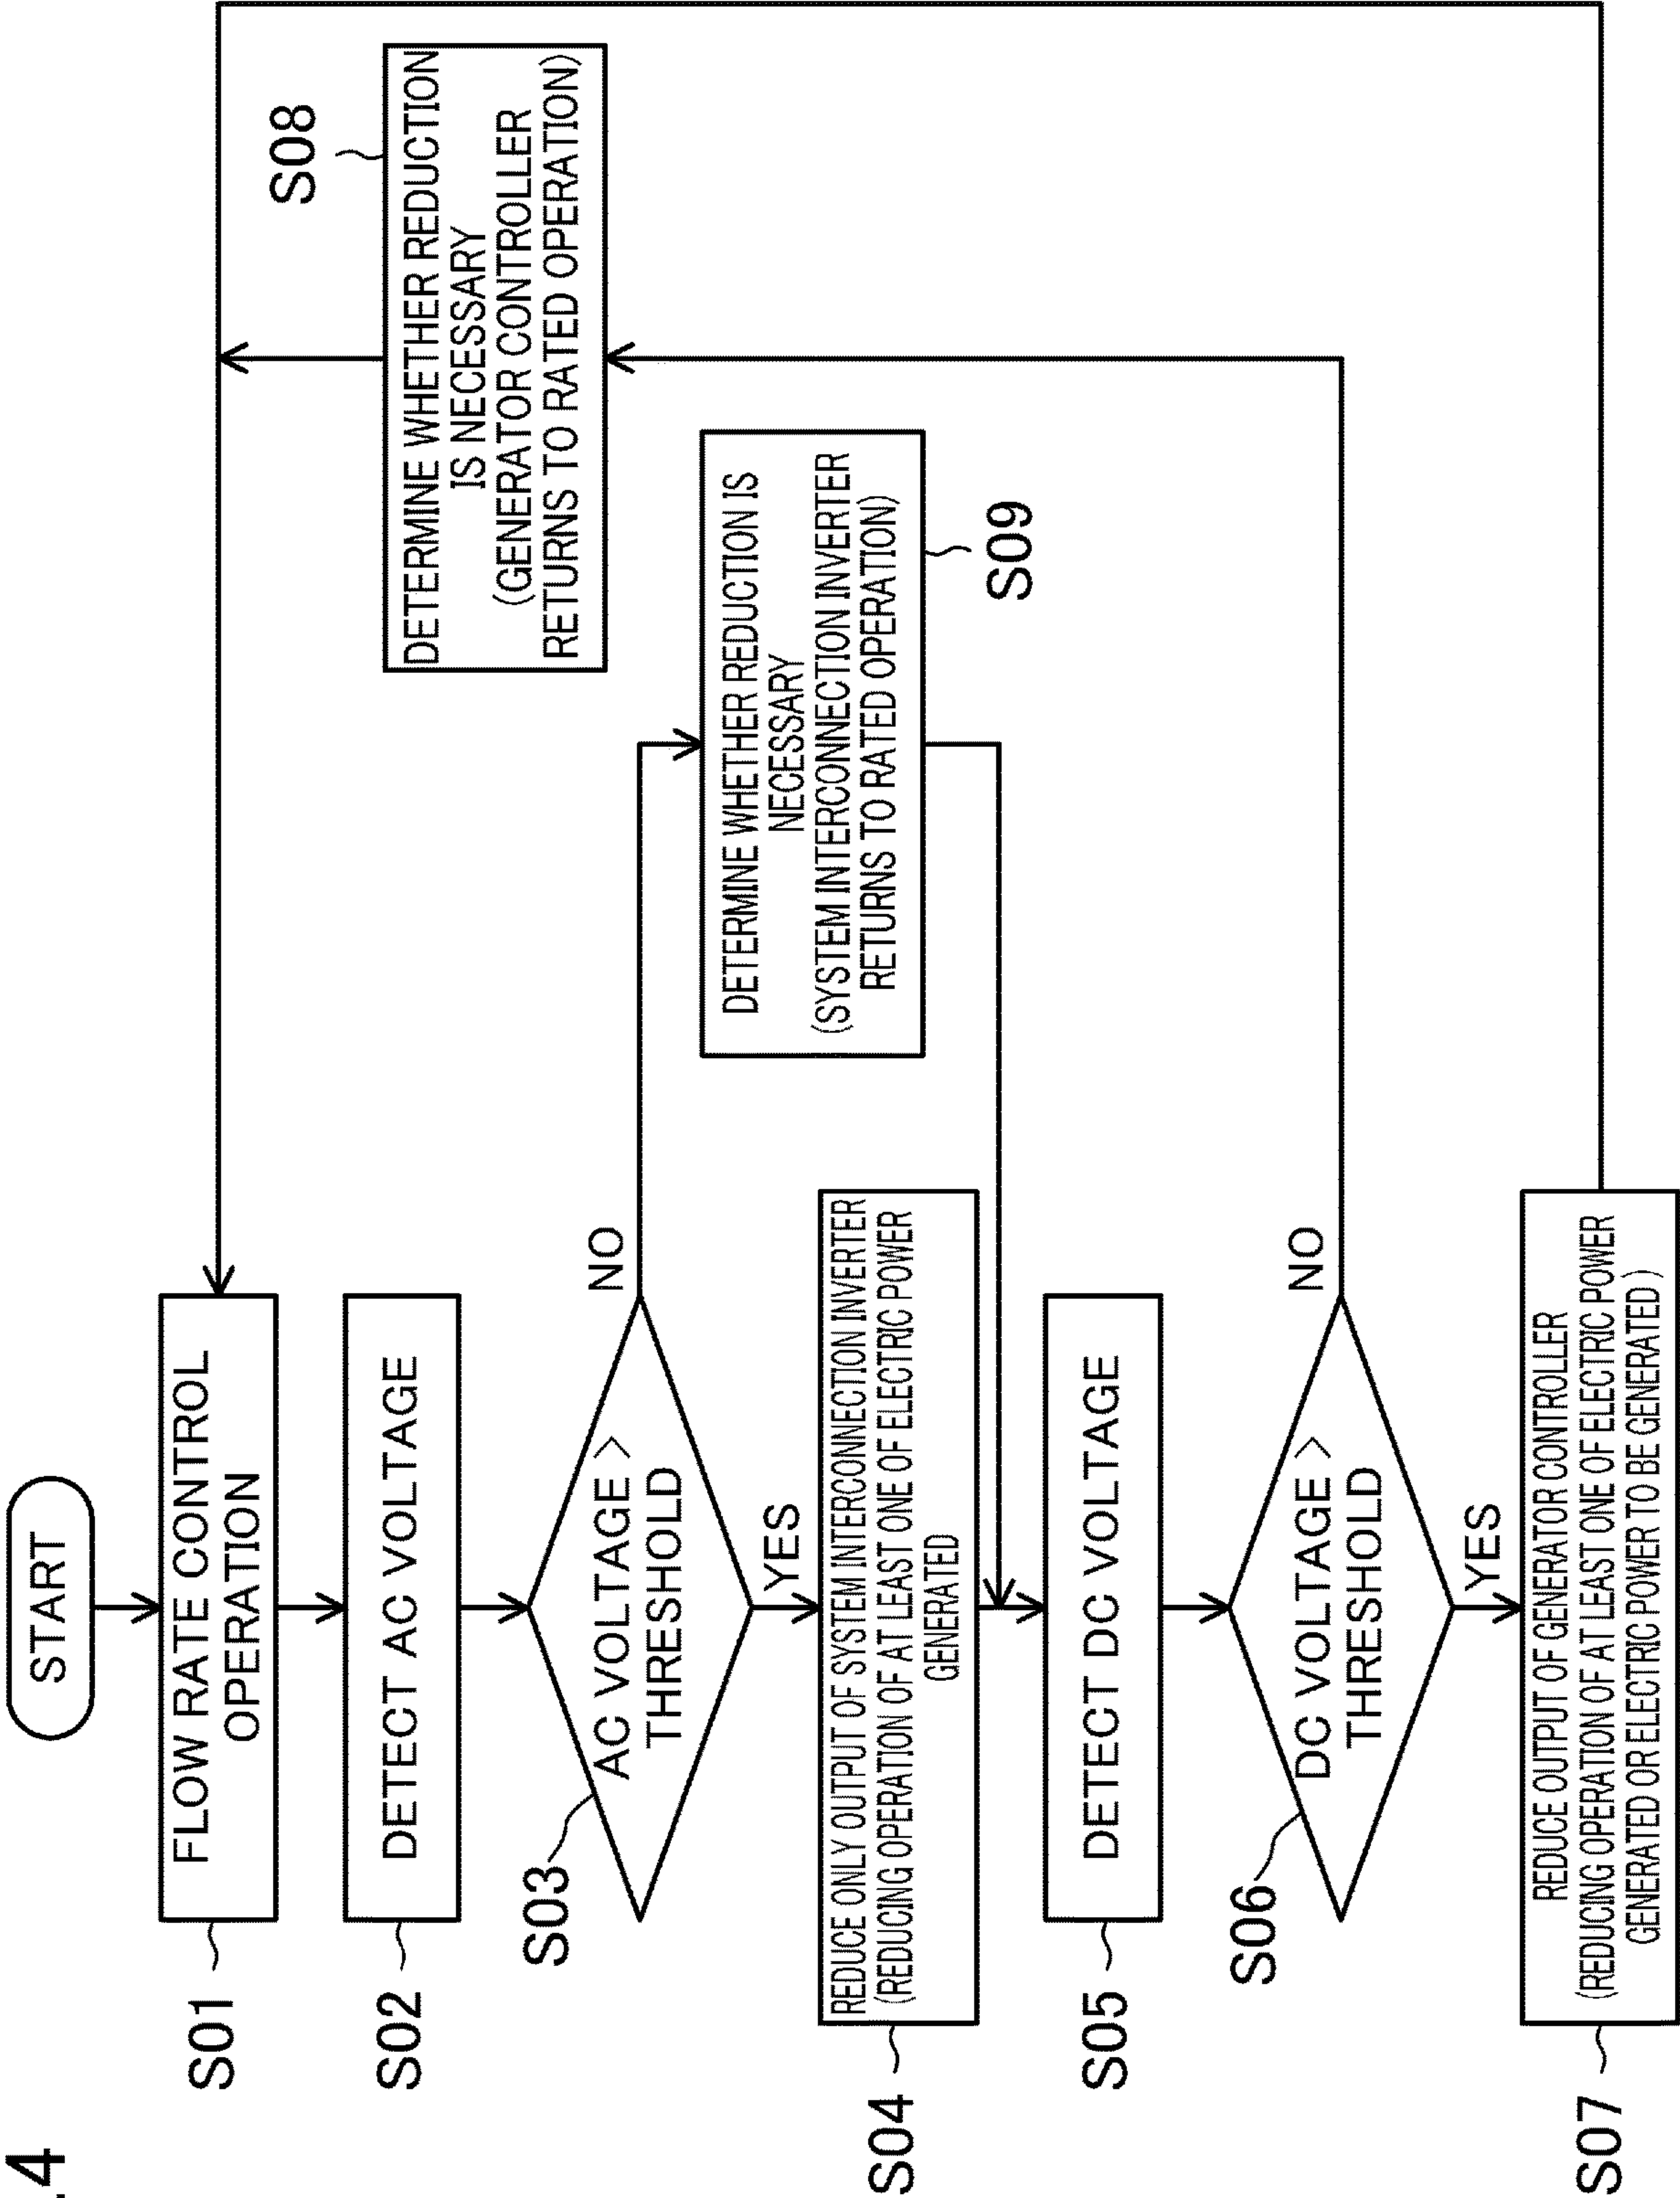 .4
START
FLOW RATE CONTROL
OPERATION
S01
DETECT AC VOLTAGE
S02
AC VOLTAGE >
THRESHOLD
S03
NO
YES
REDUCE ONLY OUTPUT OF SYSTEM INTERCONNECTION INVERTER
(REDUCING OPERATION OF AT LEAST ONE OF ELECTRIC POWER
GENERATED
S04
DETECT DC VOLTAGE
S05
DC VOLTAGE >
THRESHOLD
S06
NO
YES
REDUCE OUTPUT OF GENERATOR CONTROLLER
(REDUCING OPERATION OF AT LEAST ONE OF ELECTRIC POWER
GENERATED OR ELECTRIC POWER TO BE GENERATED)
S07
DETERMINE WHETHER REDUCTION
IS NECESSARY
(GENERATOR CONTROLLER
RETURNS TO RATED OPERATION)
S08
DETERMINE WHETHER REDUCTION IS
NECESSARY
(SYSTEM INTERCONNECTION INVERTER
RETURNS TO RATED OPERATION)
S09